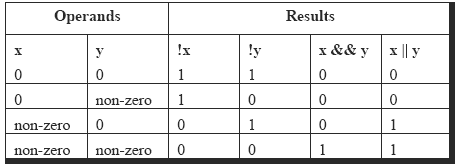 Operands Results
x y !x !y x && y x || y
0 0 1 1 0 0
0 non-zero 1 0 0 0
non-zero 0 0 1 0 1
non-zero non-zero 0 0 1 1